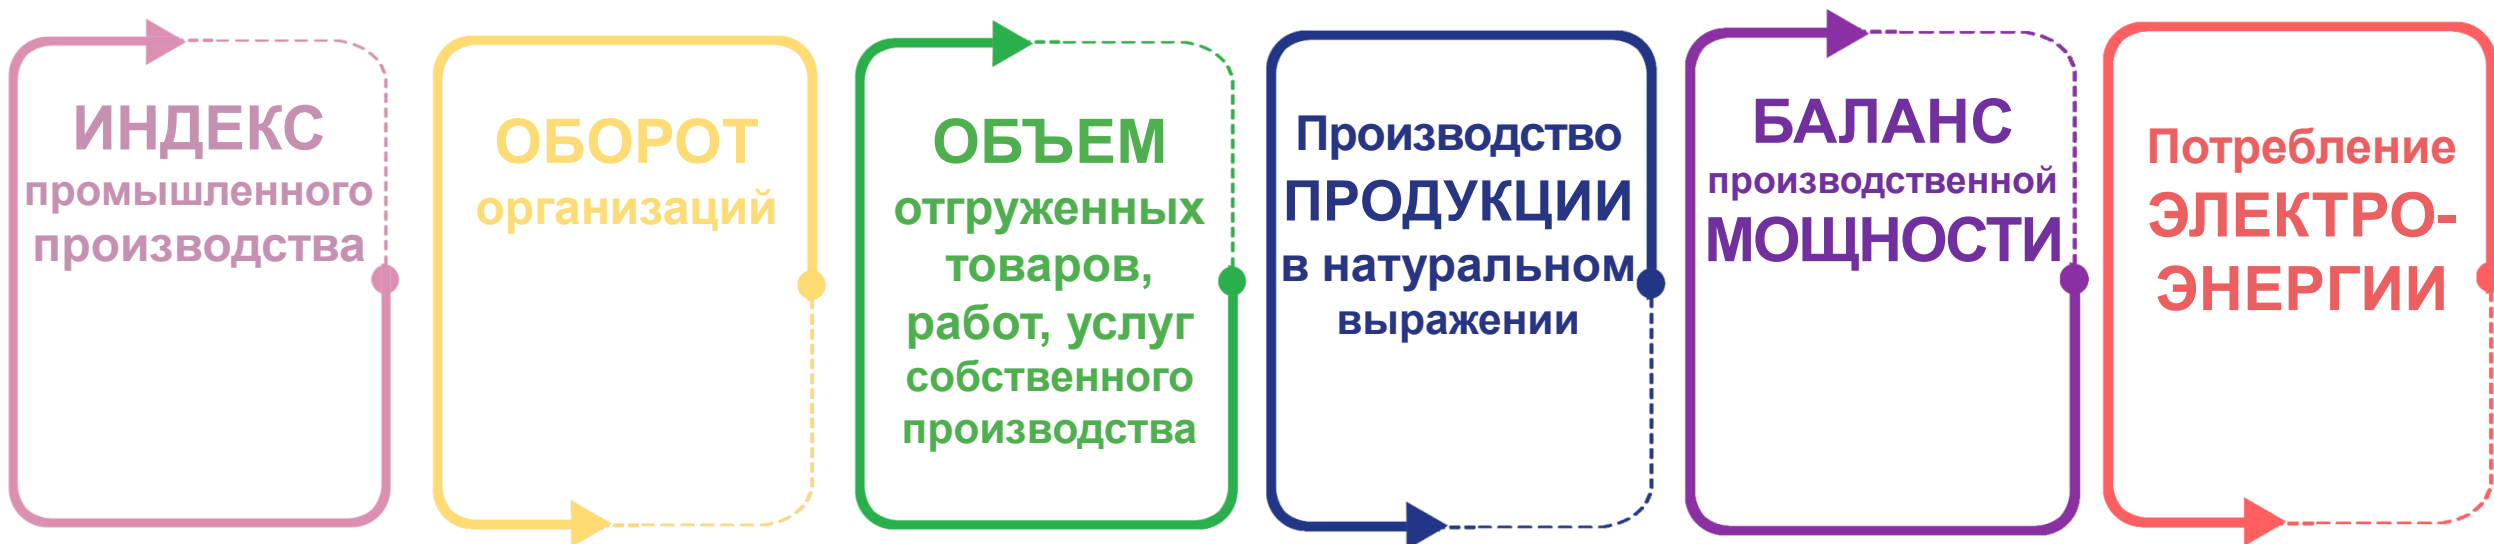 ИНДЕКС
промышленного
производства
ОБОРОТ
организаций
ОБЪЕМ
отгруженных
товаров,
работ, услуг
собственного
производства
Производство
ПРОДУКЦИИ
в натуральном
выражении
БАЛАНС
производственной
МОЩНОСТИ
Потребление
ЭЛЕКТРО-
ЭНЕРГИИ